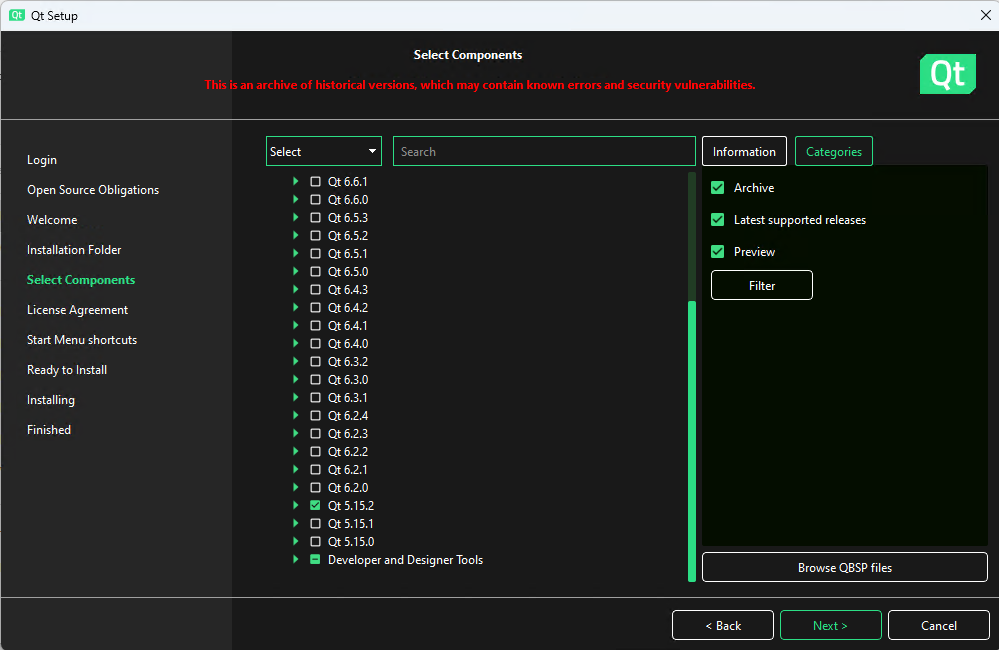 Qt Setup
Select Components
This is an archive of historical versions, which may contain known errors and security vulnerabilities.
Qt
Login
Open Source Obligations
Welcome
Installation Folder
Select Components
License Agreement
Start Menu shortcuts
Ready to Install
Installing
Finished
Select
Search
Qt 6.6.1
Qt 6.6.0
Qt 6.5.3
Qt 6.5.2
Qt 6.5.1
Qt 6.5.0
Qt 6.4.3
Qt 6.4.2
Qt 6.4.1
Qt 6.4.0
Qt 6.3.2
Qt 6.3.0
Qt 6.3.1
Qt 6.2.4
Qt 6.2.3
Qt 6.2.2
Qt 6.2.1
Qt 6.2.0
Qt 5.15.2
Qt 5.15.1
Qt 5.15.0
Developer and Designer Tools
Information
Categories
Archive
Latest supported releases
Preview
Filter
Browse QBSP files
< Back
Next >
Cancel